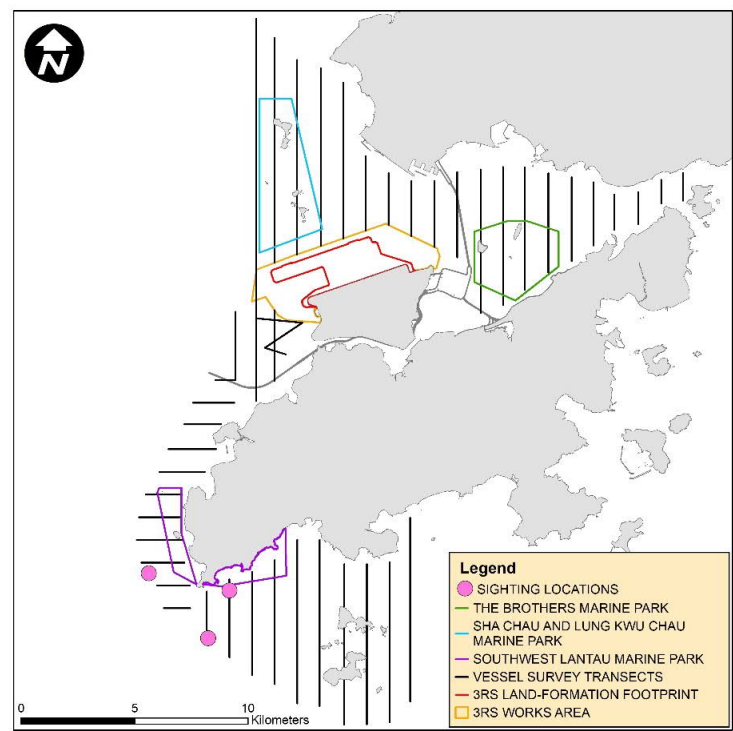 N
Legend
SIGHTING LOCATIONS
THE BROTHERS MARINE PARK
SHA CHAU AND LUNG KWU CHAU
MARINE PARK
SOUTHWEST LANTAU MARINE PARK
VESSEL SURVEY TRANSECTS
3RS LAND-FORMATION FOOTPRINT
3RS WORKS AREA
0 5 10
Kilometers